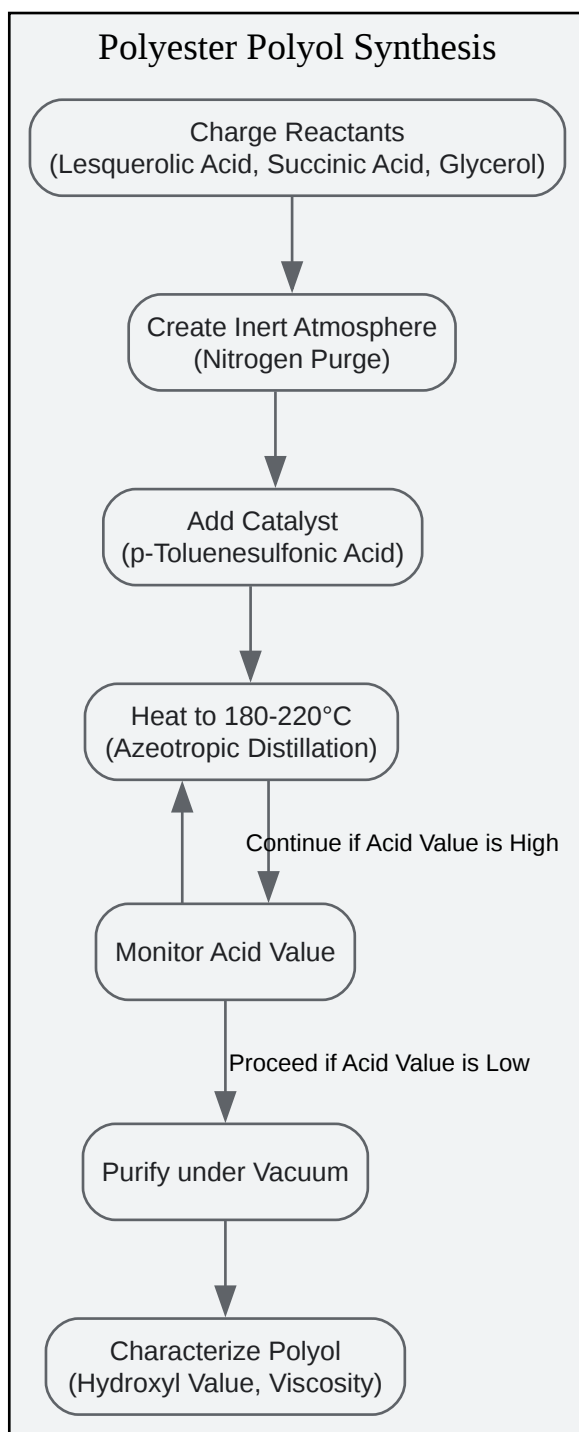 Polyester Polyol Synthesis
Charge Reactants
(Lesquerolic Acid, Succinic Acid, Glycerol)
Create Inert Atmosphere
(Nitrogen Purge)
Add Catalyst
(p-Toluenesulfonic Acid)
Heat to 180-220°C
(Azeotropic Distillation)
Continue if Acid Value is High
Monitor Acid Value
Proceed if Acid Value is Low
Purify under Vacuum
Characterize Polyol
(Hydroxyl Value, Viscosity)